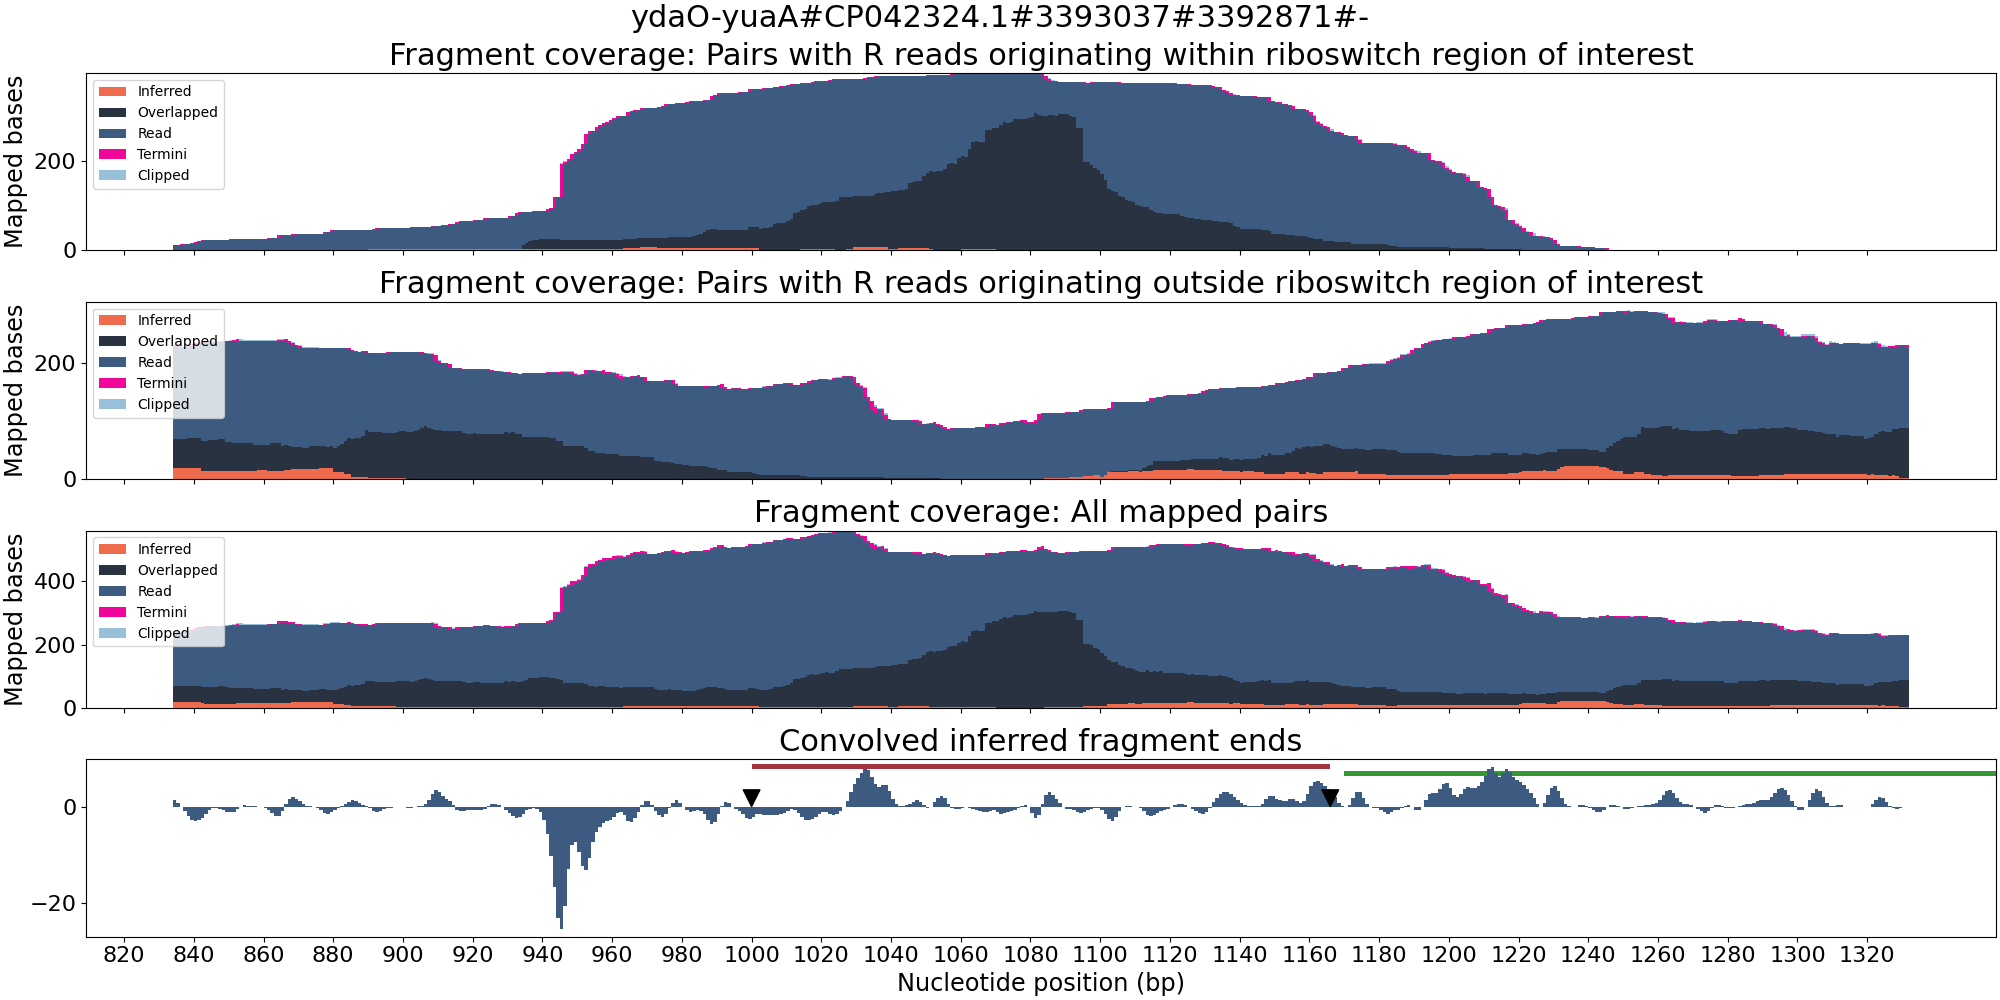 ydaO-yuaA#CP042324.1#3393037#3392871#-
Fragment coverage: Pairs with R reads originating within riboswitch region of interest
Mapped bases
200
0
Inferred
Overlapped
Read
Termini
Clipped
Fragment coverage: Pairs with R reads originating outside riboswitch region of interest
Mapped bases
200
0
Inferred
Overlapped
Read
Termini
Clipped
Fragment coverage: All mapped pairs
Mapped bases
400
200
0
Inferred
Overlapped
Read
Termini
Clipped
Convolved inferred fragment ends
0
−20
820 840 860 880 900 920 940 960 980 1000 1020 1040 1060 1080 1100 1120 1140 1160 1180 1200 1220 1240 1260 1280 1300 1320
Nucleotide position (bp)